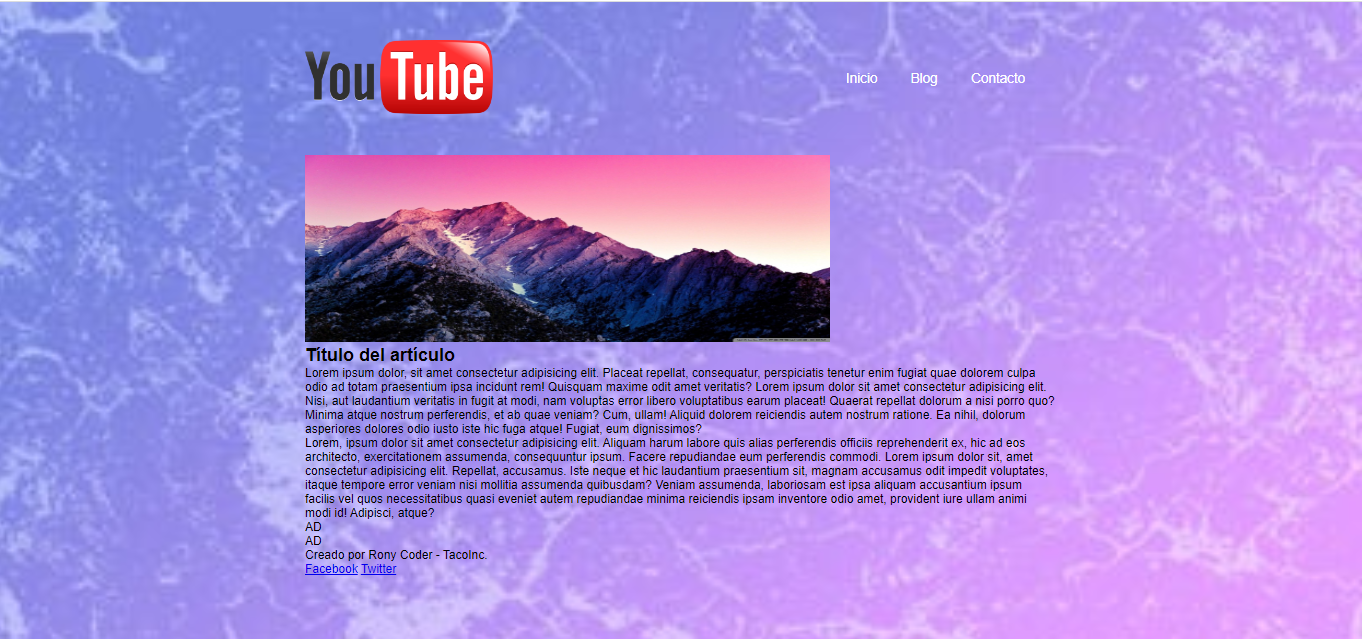 YouTube
Inicio Blog Contacto
Título del artículo
Lorem ipsum dolor, sit amet consectetur adipisicing elit. Placeat repellat, consequatur, perspiciatis tenetur enim fugiat quae dolorem culpa
odio ad totam praesentium ipsa incidunt rem! Quisquam maxime odit amet veritatis? Lorem ipsum dolor sit amet consectetur adipisicing elit.
Nisi, aut laudantium veritatis in fugit at modi, nam voluptas error libero voluptatibus earum placeat! Quaerat repellat dolorum a nisi porro quo?
Minima atque nostrum perferendis, et ab quae veniam? Cum, ullam! Aliquid dolorem reiciendis autem nostrum ratione. Ea nihil, dolorum
asperiores dolores odio iusto iste hic fuga atque! Fugiat, eum dignissimos?
Lorem, ipsum dolor sit amet consectetur adipisicing elit. Aliquam harum labore quis alias perferendis officiis reprehenderit ex, hic ad eos
architecto, exercitationem assumenda, consequuntur ipsum. Facere repudiandae eum perferendis commodi. Lorem ipsum dolor sit, amet
consectetur adipisicing elit. Repellat, accusamus. Iste neque et hic laudantium praesentium sit, magnam accusamus odit impedit voluptates,
itaque tempore error veniam nisi mollitia assumenda quibusdam? Veniam assumenda, laboriosam est ipsa aliquam accusantium ipsum
facilis vel quos necessitatibus quasi eveniet autem repudiandae minima reiciendis ipsam inventore odio amet, provident iure ullam animi
modi id! Adipisci, atque?
AD
AD
Creado por Rony Coder - TacoInc.
Facebook Twitter